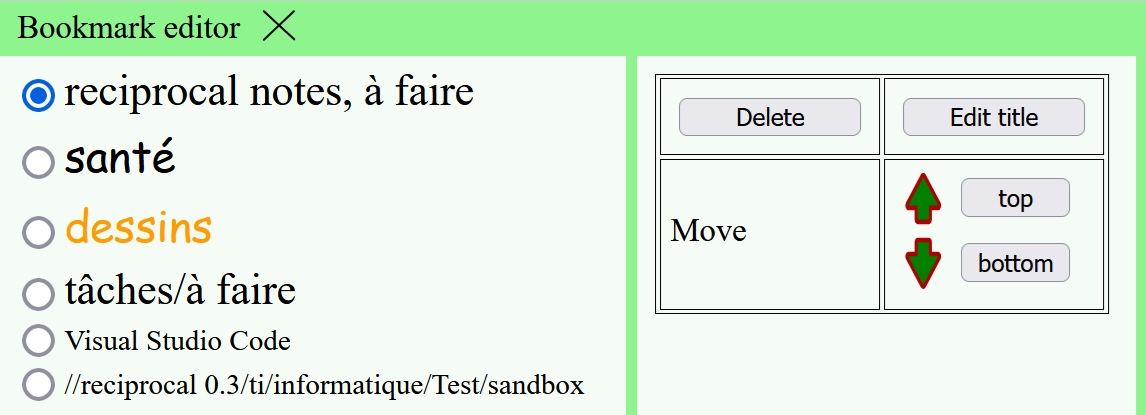 Bookmark editor
reciprocal notes, à faire
santé
dessins
tâches/à faire
Visual Studio Code
//reciprocal 0.3/ti/informatique/Test/sandbox
Delete
Edit title
Move
top
bottom